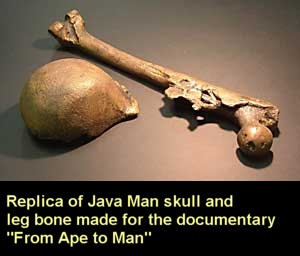 Replica of Java Man skull and
leg bone made for the documentary
"From Ape to Man"